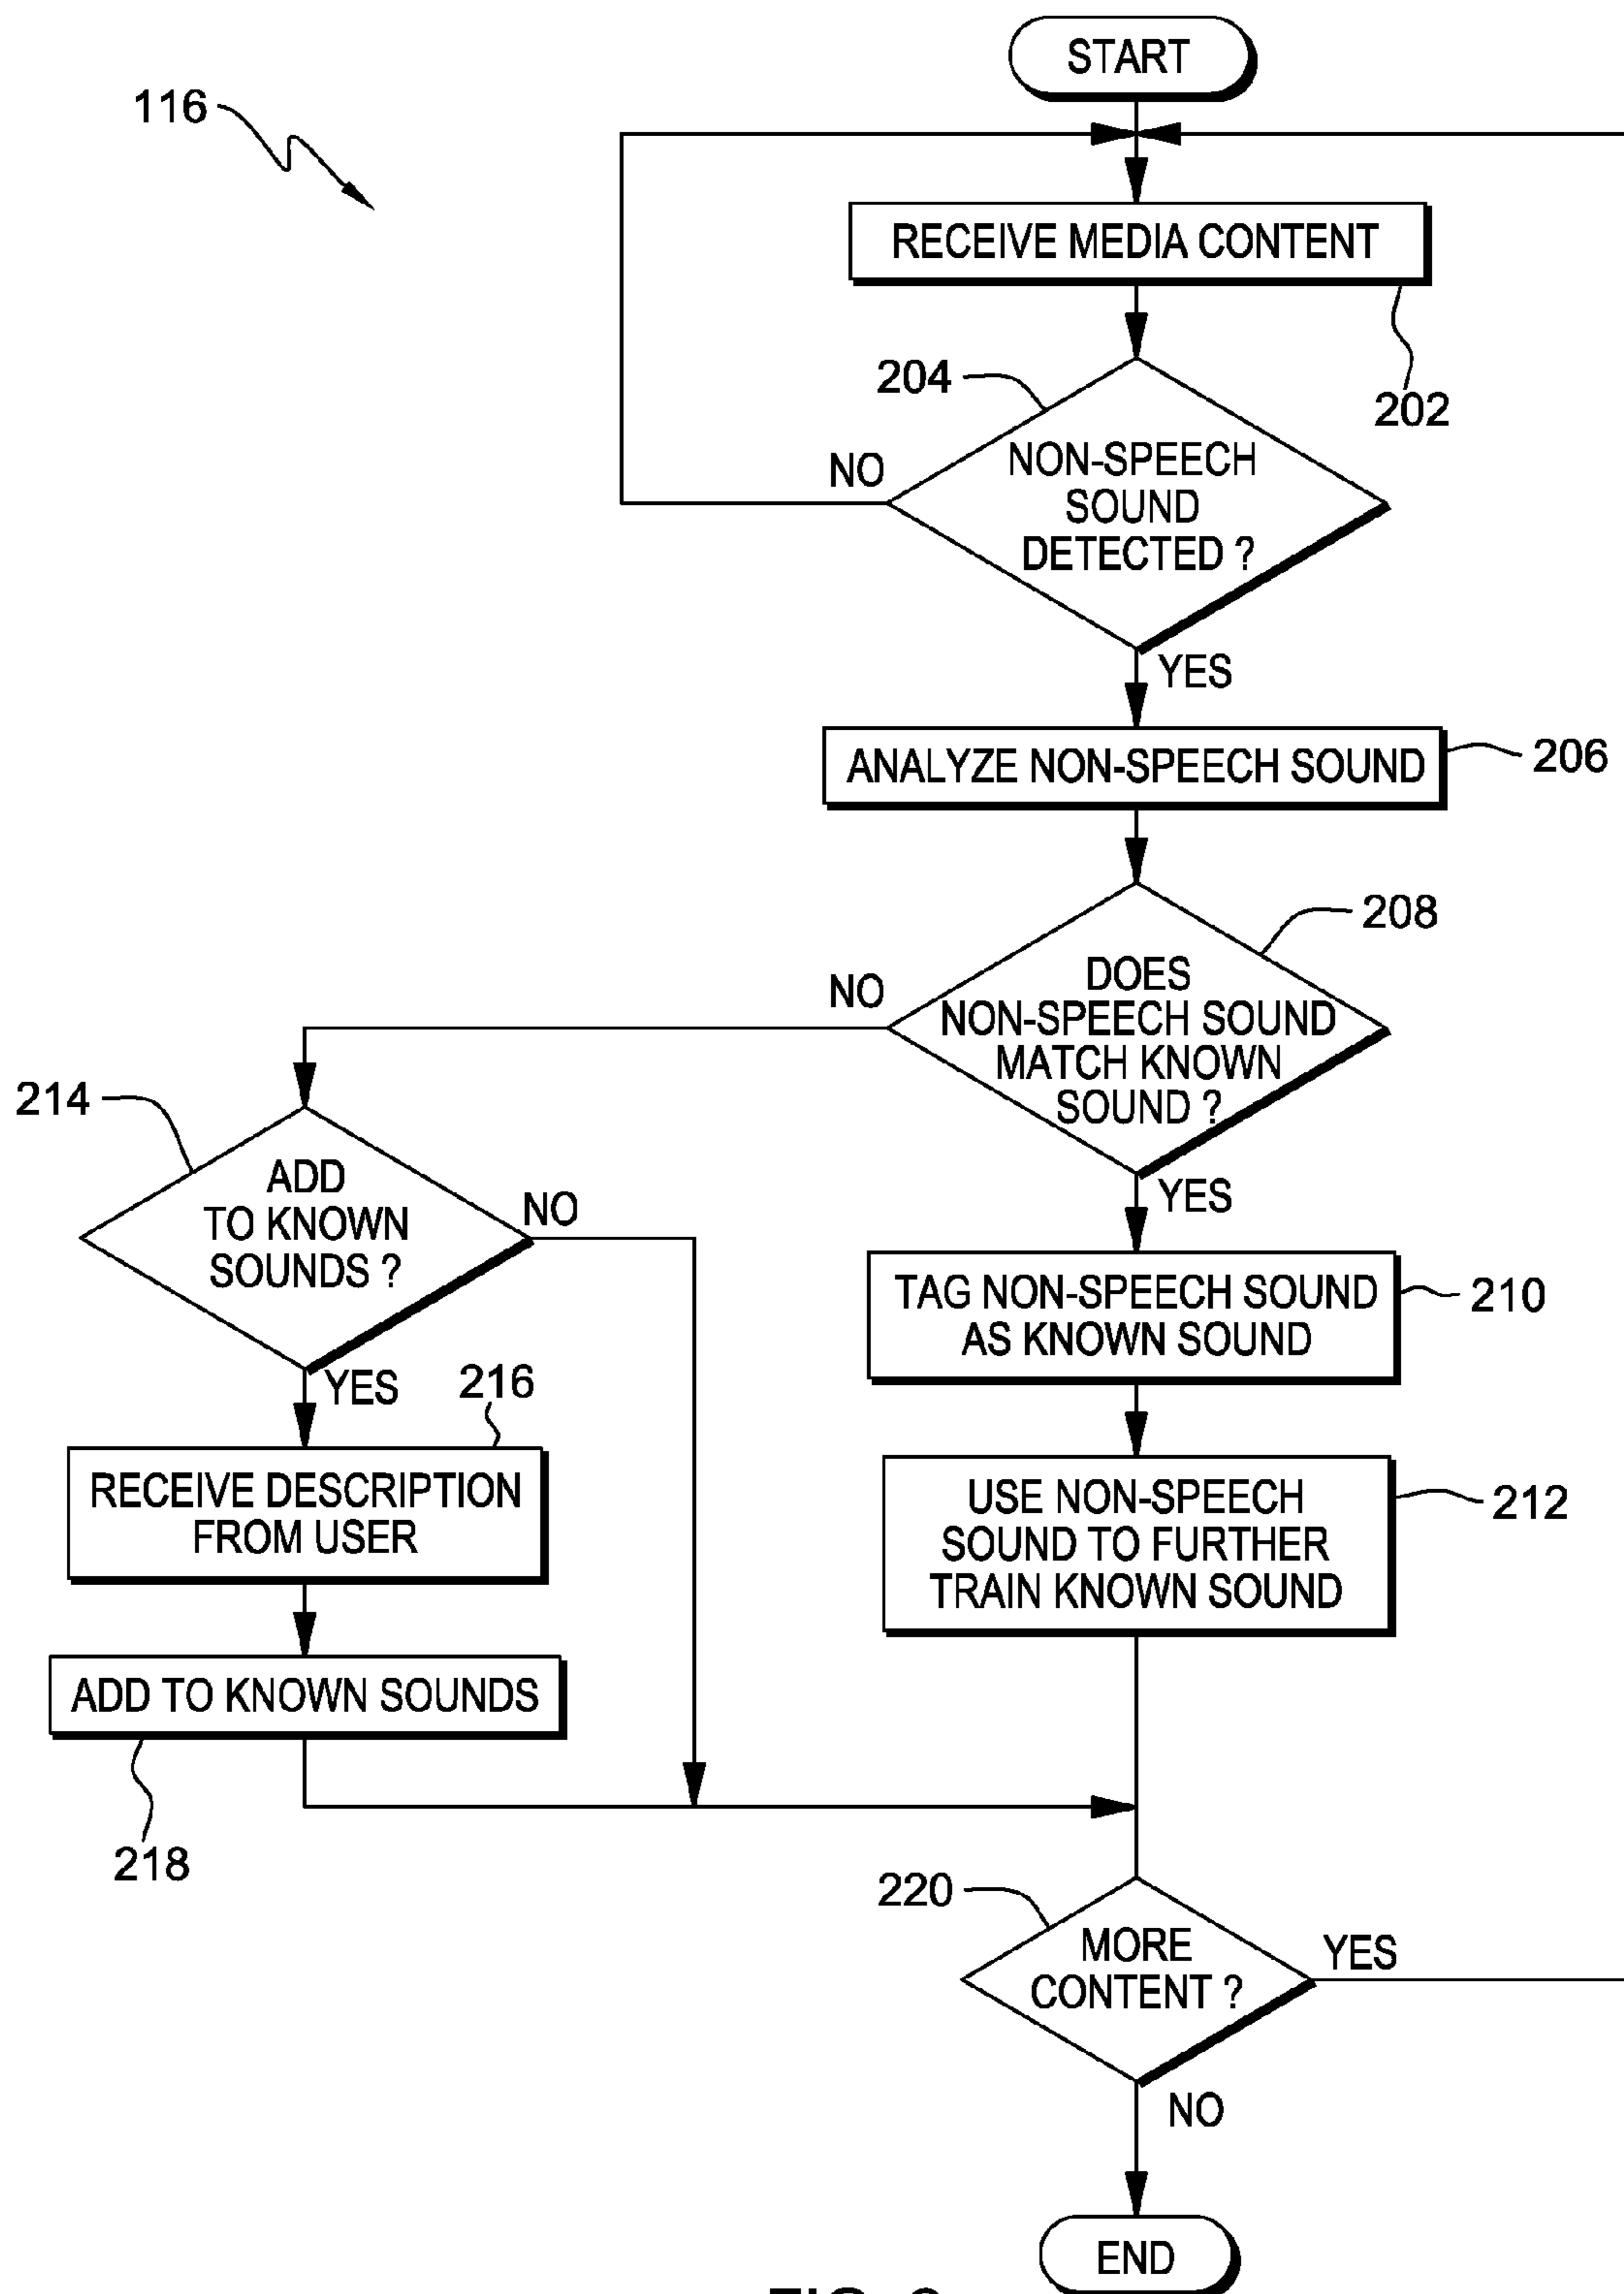 START
116
RECEIVE MEDIA CONTENT
202
204
NON-SPEECH
SOUND
DETECTED ?
NO
YES
ANALYZE NON-SPEECH SOUND
206
208
DOES
NON-SPEECH SOUND
MATCH KNOWN
SOUND ?
NO
YES
214
ADD
TO KNOWN
SOUNDS ?
NO
YES
TAG NON-SPEECH SOUND
AS KNOWN SOUND
210
216
RECEIVE DESCRIPTION
FROM USER
USE NON-SPEECH
SOUND TO FURTHER
TRAIN KNOWN SOUND
212
ADD TO KNOWN SOUNDS
218
220
MORE
CONTENT ?
YES
NO
END